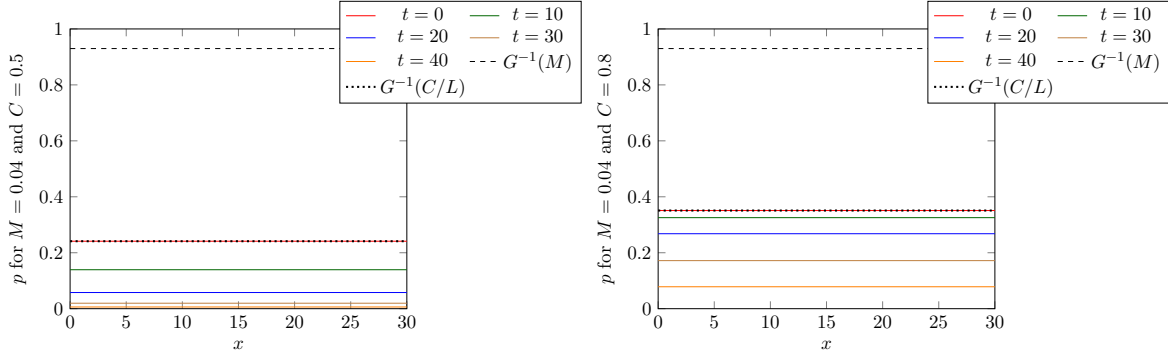 t = 0
t = 10
t = 20
t = 30
t = 40
G⁻¹(M)
G⁻¹(C/L)
1
0.8
0.6
0.4
0.2
0
0 5 10 15 20 25 30
x
p for M = 0.04 and C = 0.5
t = 0
t = 10
t = 20
t = 30
t = 40
G⁻¹(M)
G⁻¹(C/L)
1
0.8
0.6
0.4
0.2
0
0 5 10 15 20 25 30
x
p for M = 0.04 and C = 0.8